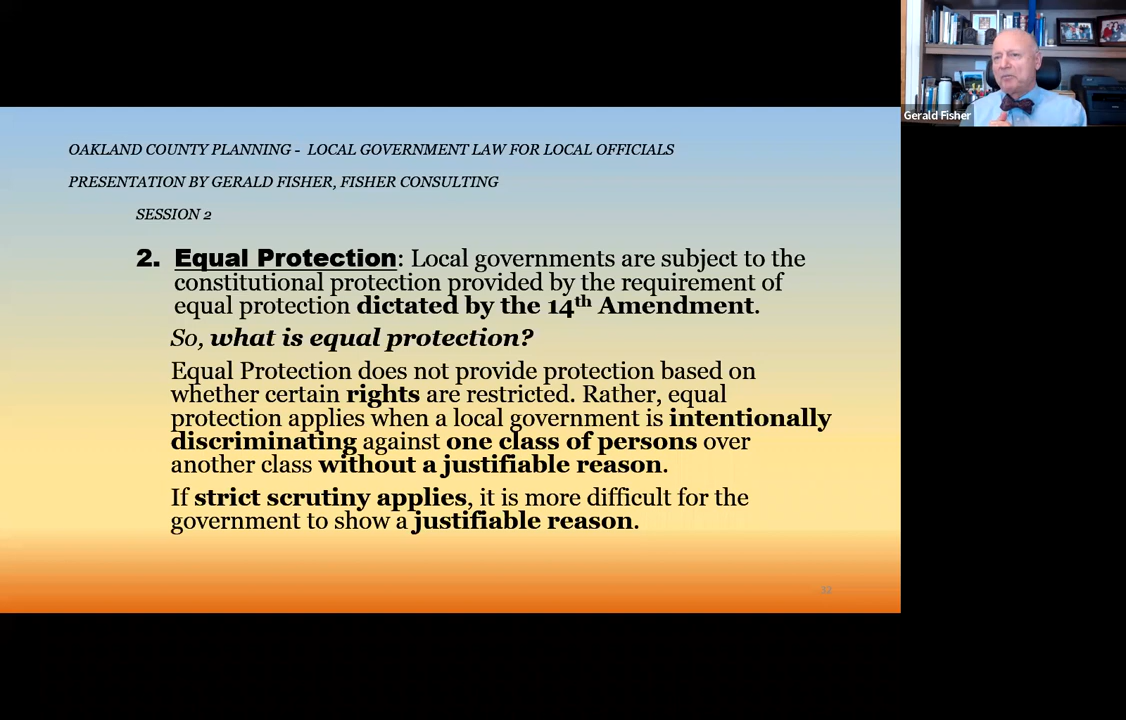 Gerald Fisher
OAKLAND COUNTY PLANNING - LOCAL GOVERNMENT LAW FOR LOCAL OFFICIALS
PRESENTATION BY GERALD FISHER, FISHER CONSULTING
SESSION 2
2. Equal Protection: Local governments are subject to the
constitutional protection provided by the requirement of
equal protection dictated by the 14th Amendment.
So, what is equal protection?
Equal Protection does not provide protection based on
whether certain rights are restricted. Rather, equal
protection applies when a local government is intentionally
discriminating against one class of persons over
another class without a justifiable reason.
If strict scrutiny applies, it is more difficult for the
government to show a justifiable reason.
32